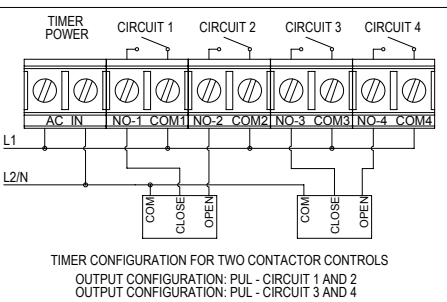 TIMER
POWER
CIRCUIT 1
CIRCUIT 2
CIRCUIT 3
CIRCUIT 4
AC IN
NO-1
COM1
NO-2
COM2
NO-3
COM3
NO-4
COM4
L1
L2/N
COM
CLOSE
OPEN
COM
CLOSE
OPEN
TIMER CONFIGURATION FOR TWO CONTACTOR CONTROLS
OUTPUT CONFIGURATION: PUL - CIRCUIT 1 AND 2
OUTPUT CONFIGURATION: PUL - CIRCUIT 3 AND 4